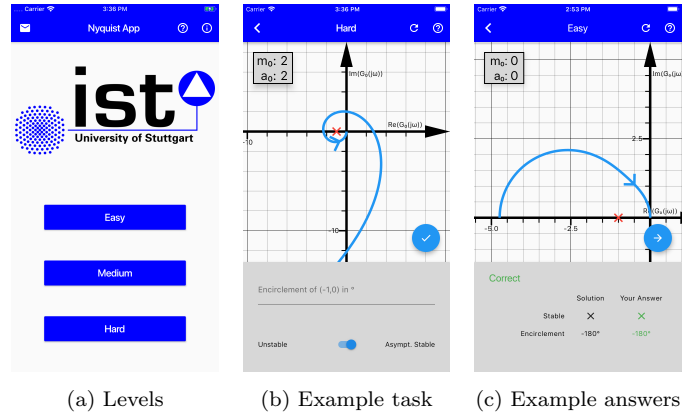 .... Carrier 3:36 PM
Nyquist App
ist
University of Stuttgart
Easy
Medium
Hard
(a) Levels
Carrier 3:36 PM
Hard
m₀: 2
a₀: 2
Im(G₀(jω))
Re(G₀(jω))
-10
-10
Encirclement of (-1,0) in °
Unstable Asympt. Stable
(b) Example task
Carrier 2:53 PM
Easy
m₀: 0
a₀: 0
Im(G₀(jω
2.5
Re(G₀(jω))
-5.0 -2.5
Correct
Solution Your Answer
Stable × ×
Encirclement -180° -180°
(c) Example answers